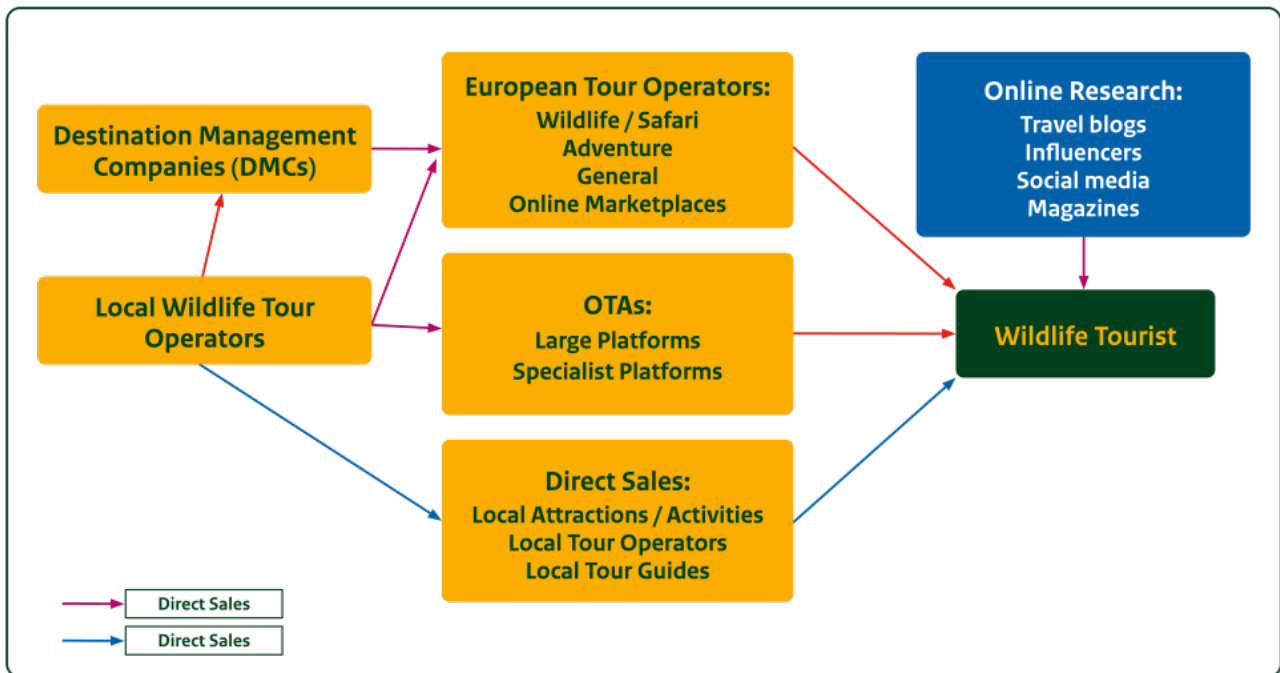 Destination Management
Companies (DMCs)
Local Wildlife Tour
Operators
European Tour Operators:
Wildlife / Safari
Adventure
General
Online Marketplaces
OTAs:
Large Platforms
Specialist Platforms
Direct Sales:
Local Attractions / Activities
Local Tour Operators
Local Tour Guides
Online Research:
Travel blogs
Influencers
Social media
Magazines
Wildlife Tourist
Direct Sales
Direct Sales